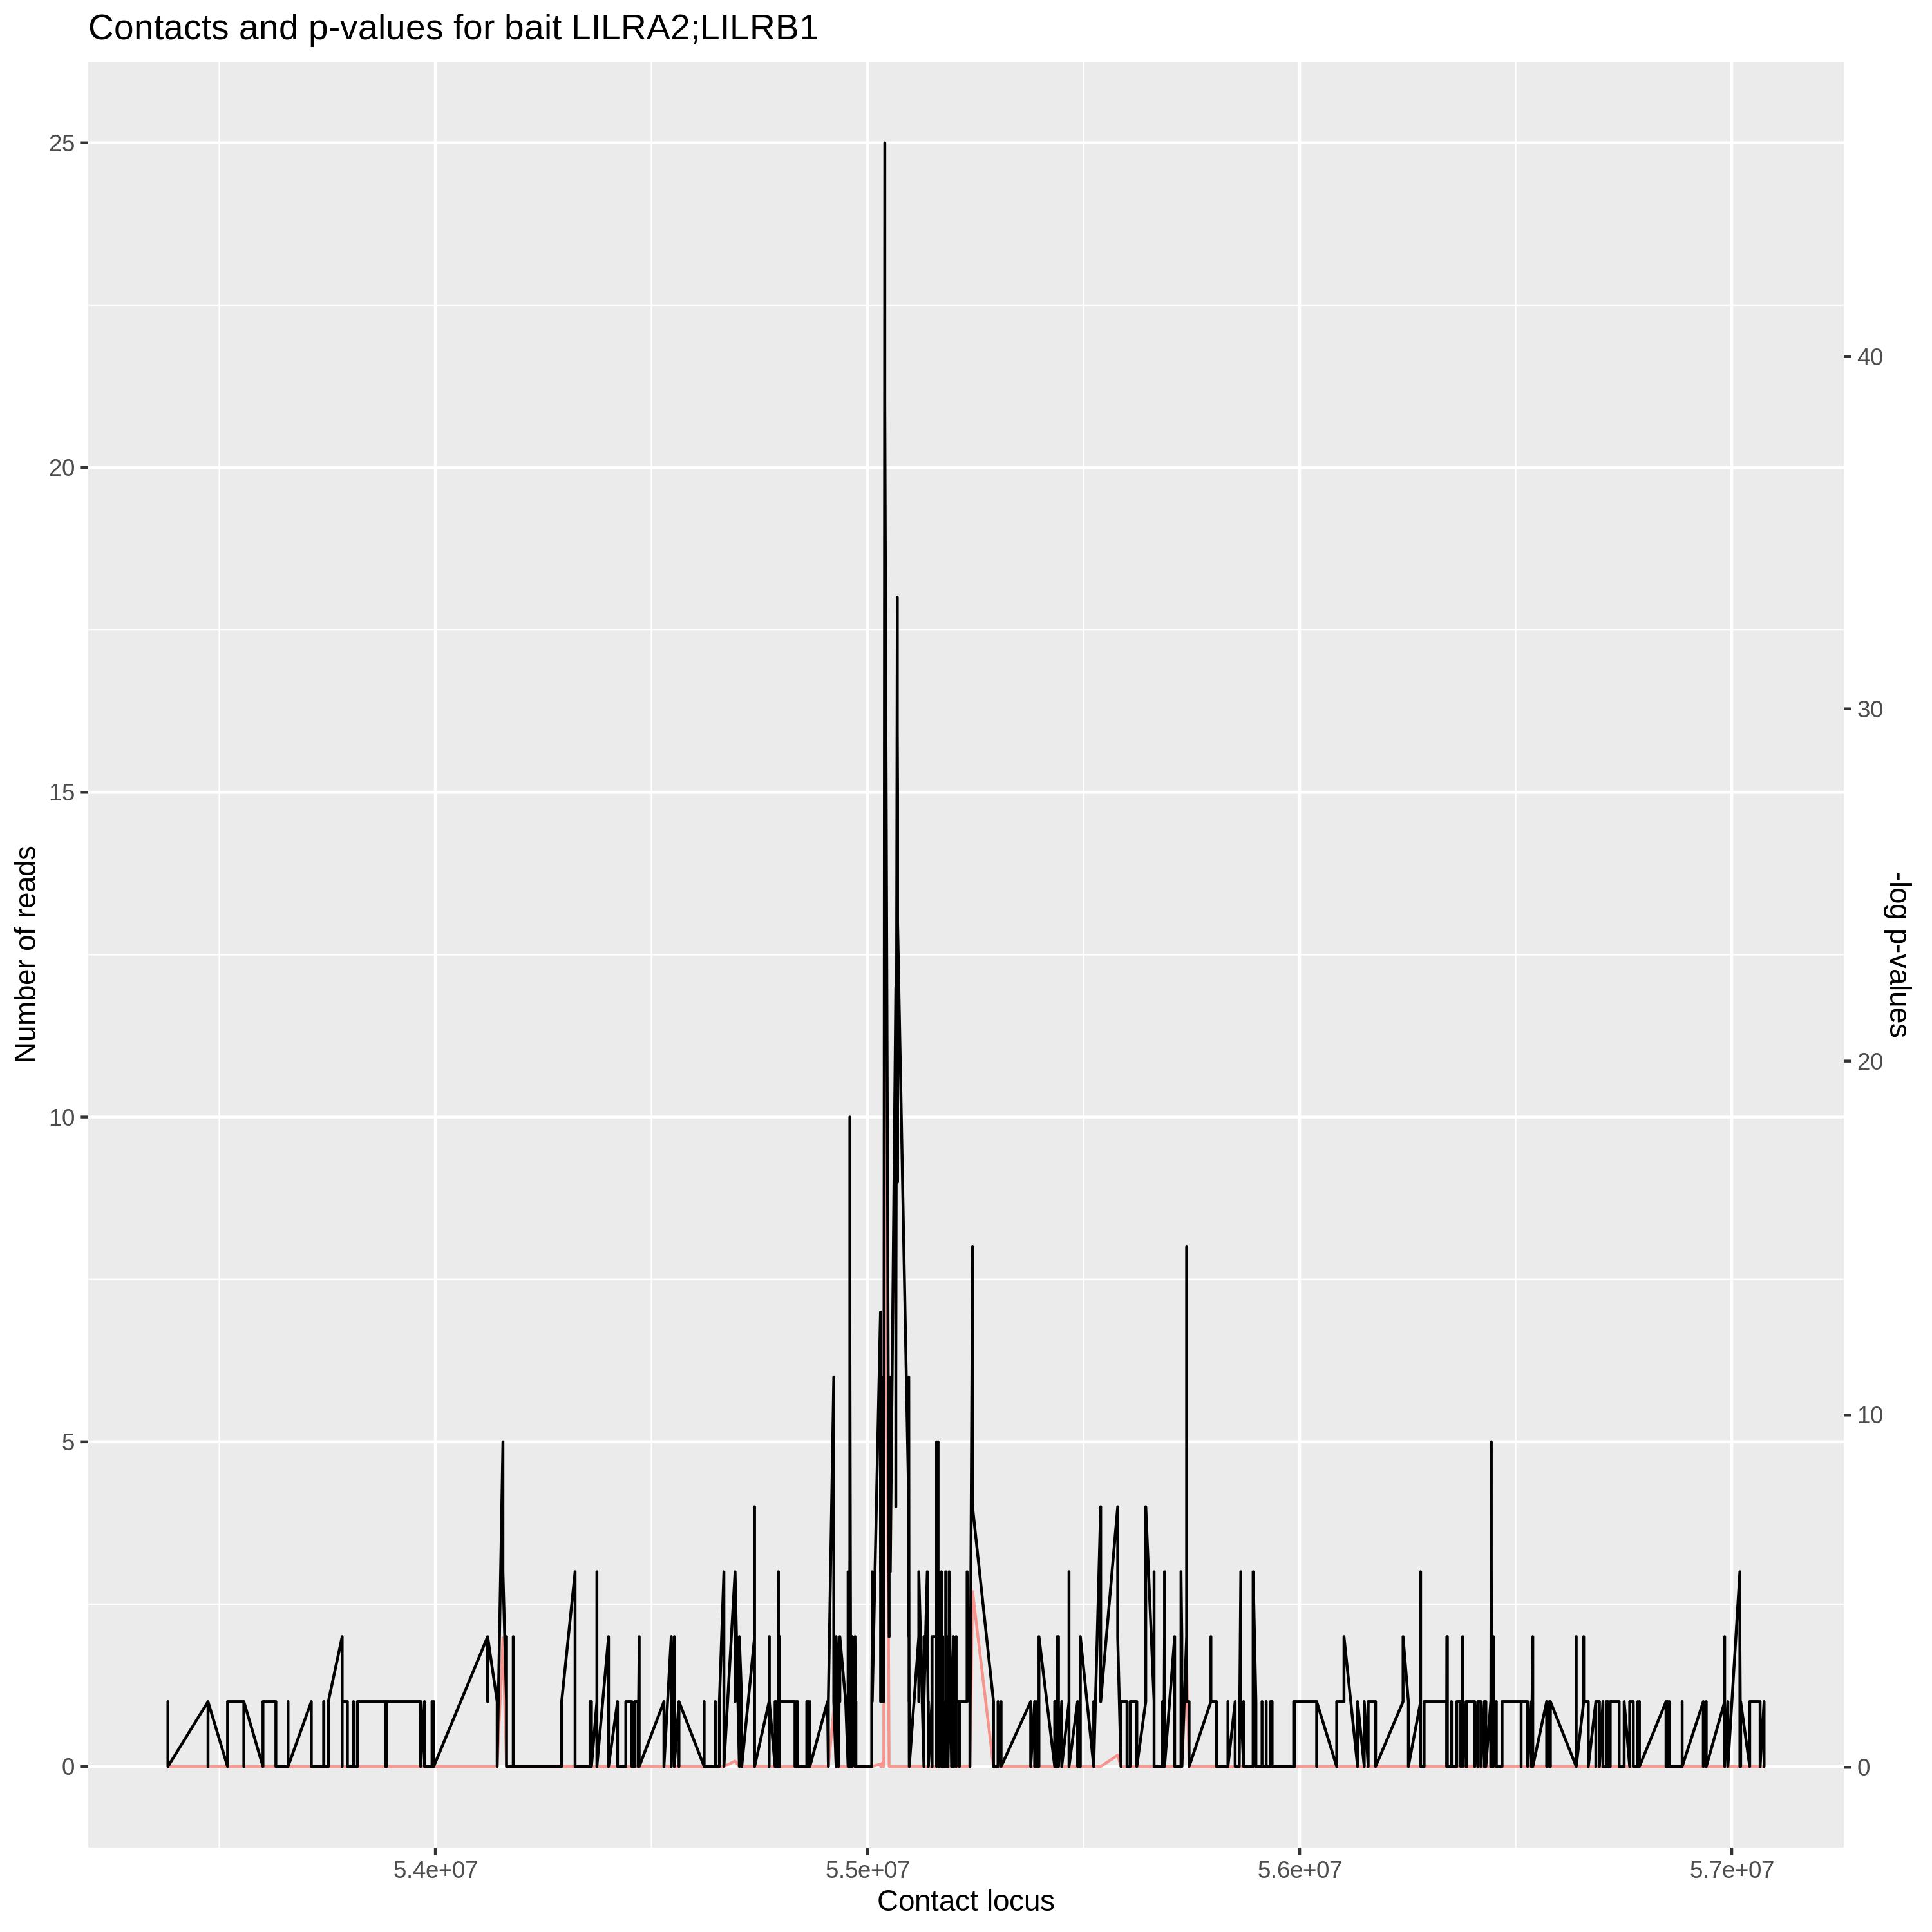 Contacts and p-values for bait LILRA2;LILRB1
25
20
15
10
5
0
Number of reads
40
30
20
10
0
-log p-values
5.4e+07
5.5e+07
5.6e+07
5.7e+07
Contact locus